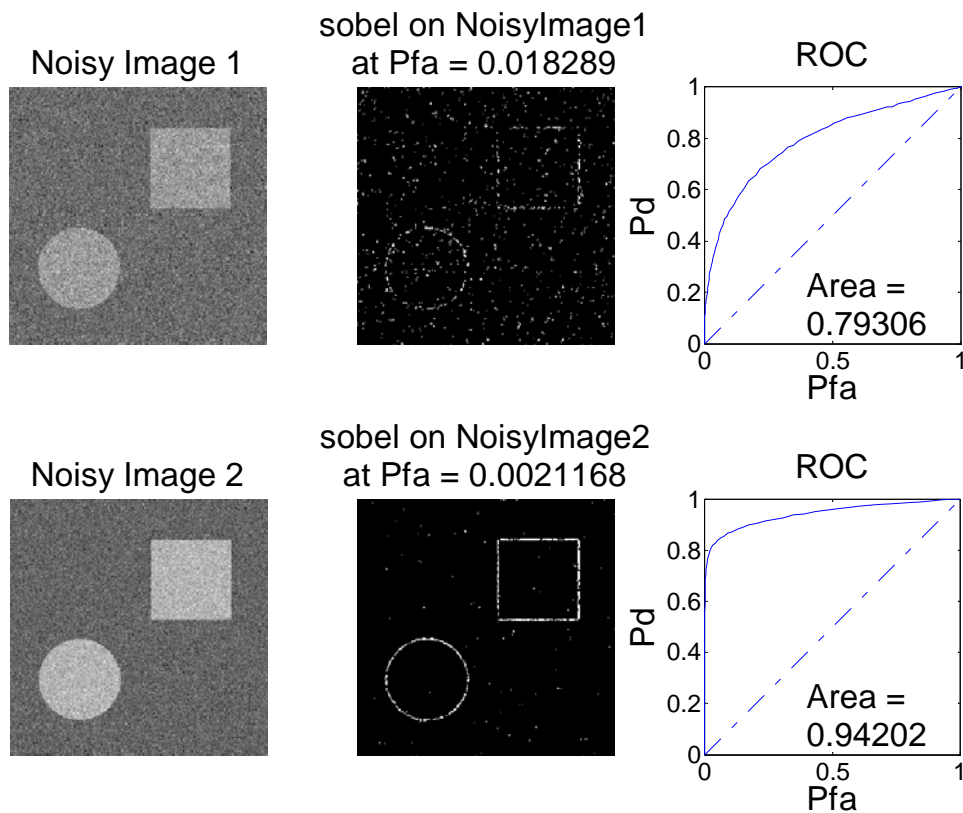 Noisy Image 1
sobel on NoisyImage1
at Pfa = 0.018289
ROC
1
0.8
0.6
0.4
0.2
0
Pd
Area =
0.79306
0
0.5
1
Pfa
Noisy Image 2
sobel on NoisyImage2
at Pfa = 0.0021168
ROC
1
0.8
0.6
0.4
0.2
0
Pd
Area =
0.94202
0
0.5
1
Pfa